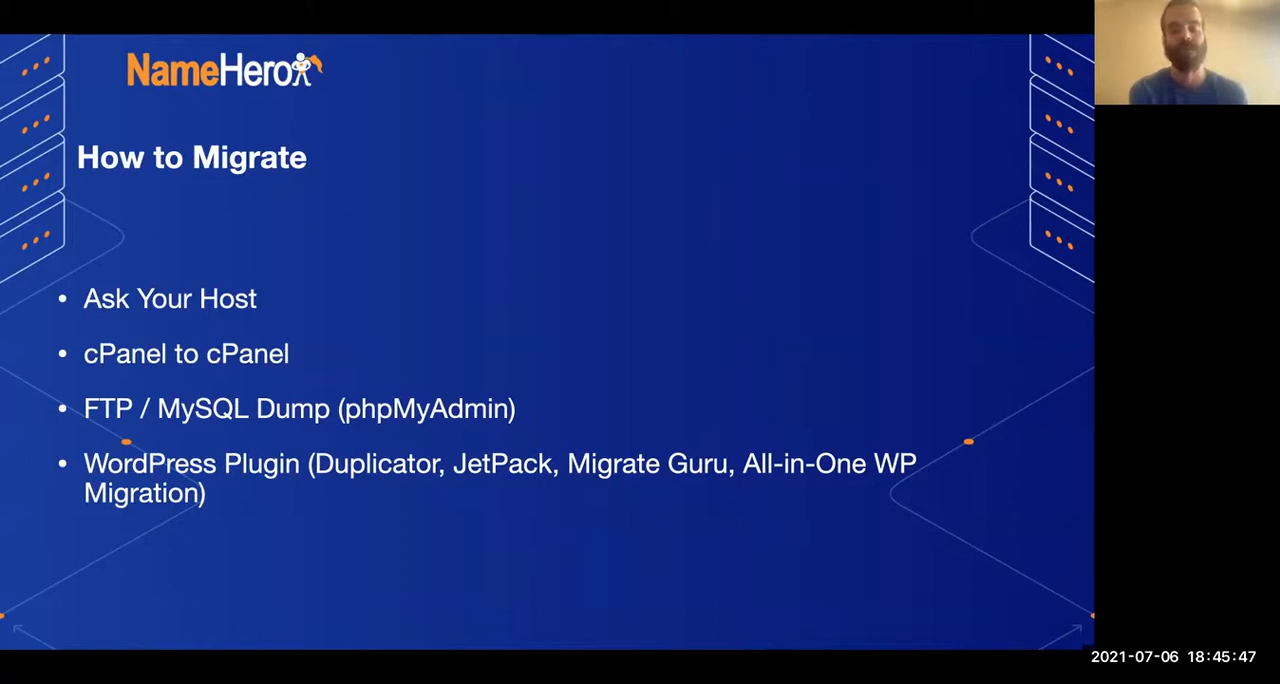 NameHero
How to Migrate
• Ask Your Host
• cPanel to cPanel
• FTP / MySQL Dump (phpMyAdmin)
• WordPress Plugin (Duplicator, JetPack, Migrate Guru, All-in-One WP
Migration)
2021-07-06 18:45:47